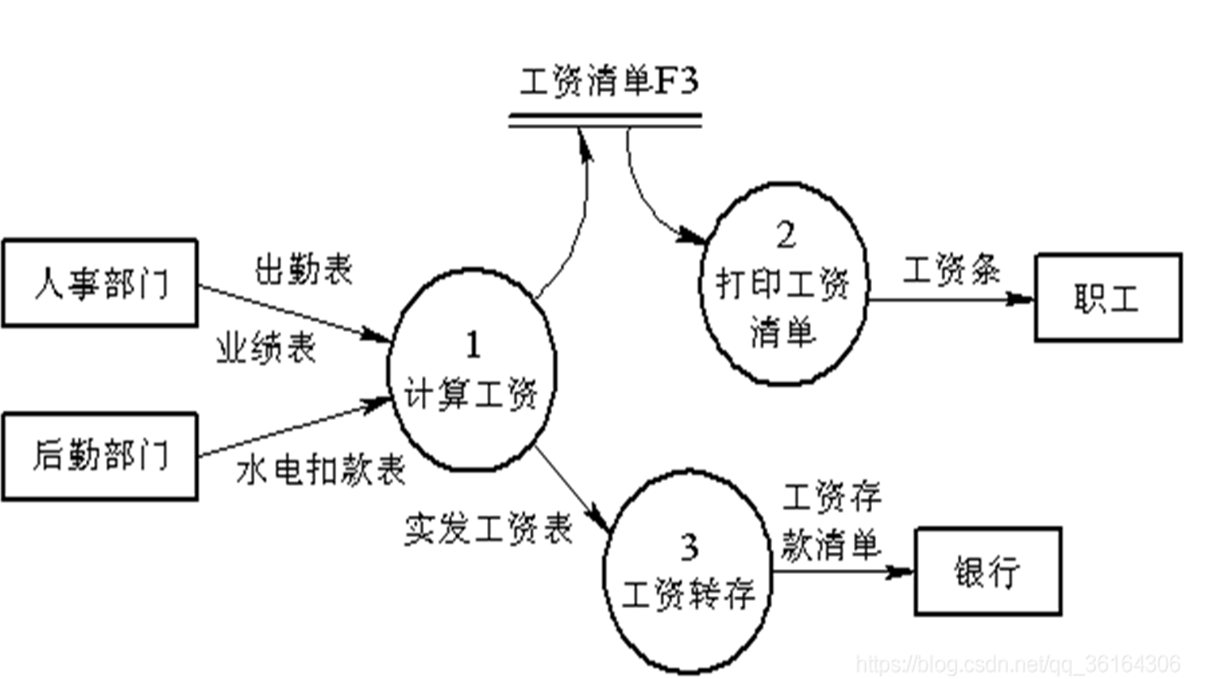 工资清单F3
人事部门
出勤表
业绩表
后勤部门
水电扣款表
1
计算工资
2
打印工资
清单
工资条
职工
实发工资表
3
工资转存
工资存
款清单
银行
https://blog.csdn.net/qq_36164306